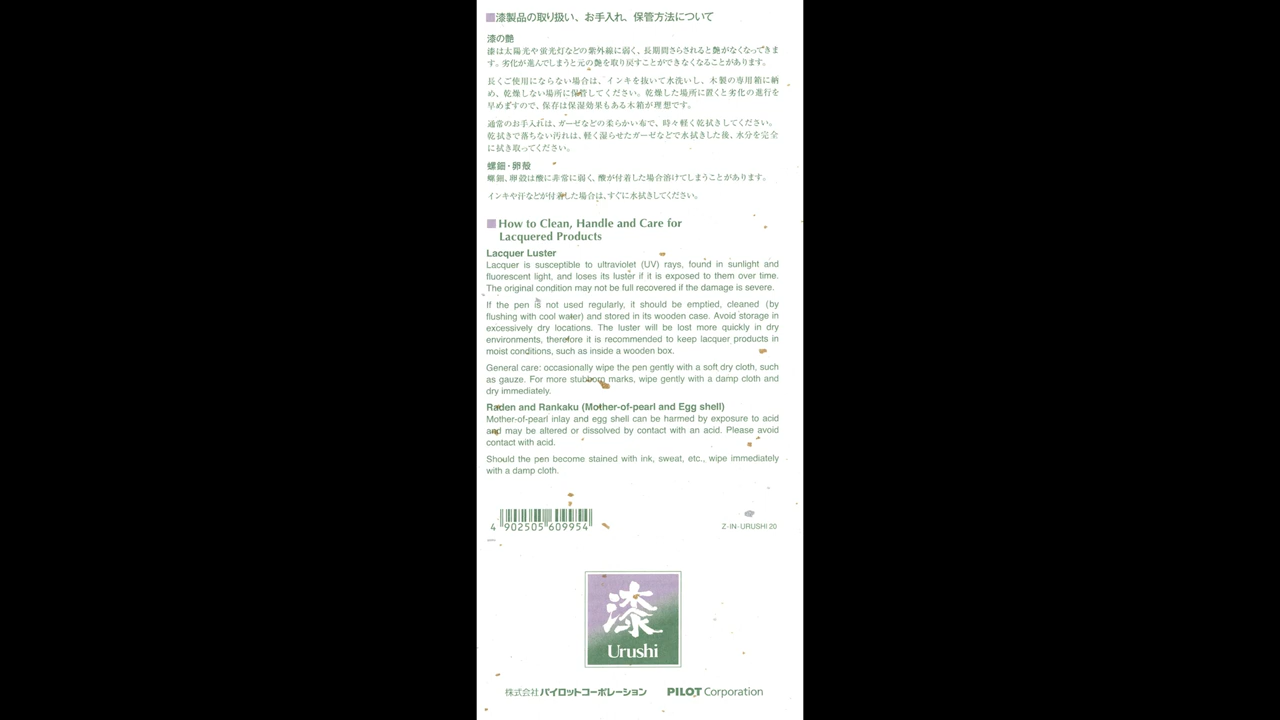 漆製品の取り扱い、お手入れ、保管方法について
漆の艶
漆は太陽光や蛍光灯などの紫外線に弱く、長期間さらされると艶がなくなってきま
す。劣化が進んでしまうと元の艶を取り戻すことができなくなることがあります。
長くご使用にならない場合は、インキを抜いて水洗いし、木製の専用箱に納
め、乾燥しない場所に保管してください。乾燥した場所に置くと劣化の進行を
早めますので、保存は保湿効果もある木箱が理想です。
通常のお手入れは、ガーゼなどの柔らかい布で、時々軽く乾拭きしてください。
乾拭きで落ちない汚れは、軽く湿らせたガーゼなどで水拭きした後、水分を完全
に拭き取ってください。
螺鈿・卵殻
螺鈿、卵殻は酸に非常に弱く、酸が付着した場合溶けてしまうことがあります。
インキや汗などが付着した場合は、すぐに水拭きしてください。
How to Clean, Handle and Care for
Lacquered Products
Lacquer Luster
Lacquer is susceptible to ultraviolet (UV) rays, found in sunlight and
fluorescent light, and loses its luster if it is exposed to them over time.
The original condition may not be full recovered if the damage is severe.
If the pen is not used regularly, it should be emptied, cleaned (by
flushing with cool water) and stored in its wooden case. Avoid storage in
excessively dry locations. The luster will be lost more quickly in dry
environments, therefore it is recommended to keep lacquer products in
moist conditions, such as inside a wooden box.
General care: occasionally wipe the pen gently with a soft dry cloth, such
as gauze. For more stubborn marks, wipe gently with a damp cloth and
dry immediately.
Raden and Rankaku (Mother-of-pearl and Egg shell)
Mother-of-pearl inlay and egg shell can be harmed by exposure to acid
and may be altered or dissolved by contact with an acid. Please avoid
contact with acid.
Should the pen become stained with ink, sweat, etc., wipe immediately
with a damp cloth.
4 902505 609954
Z-IN-URUSHI 20
漆
Urushi
株式会社パイロットコーポレーション PILOT Corporation